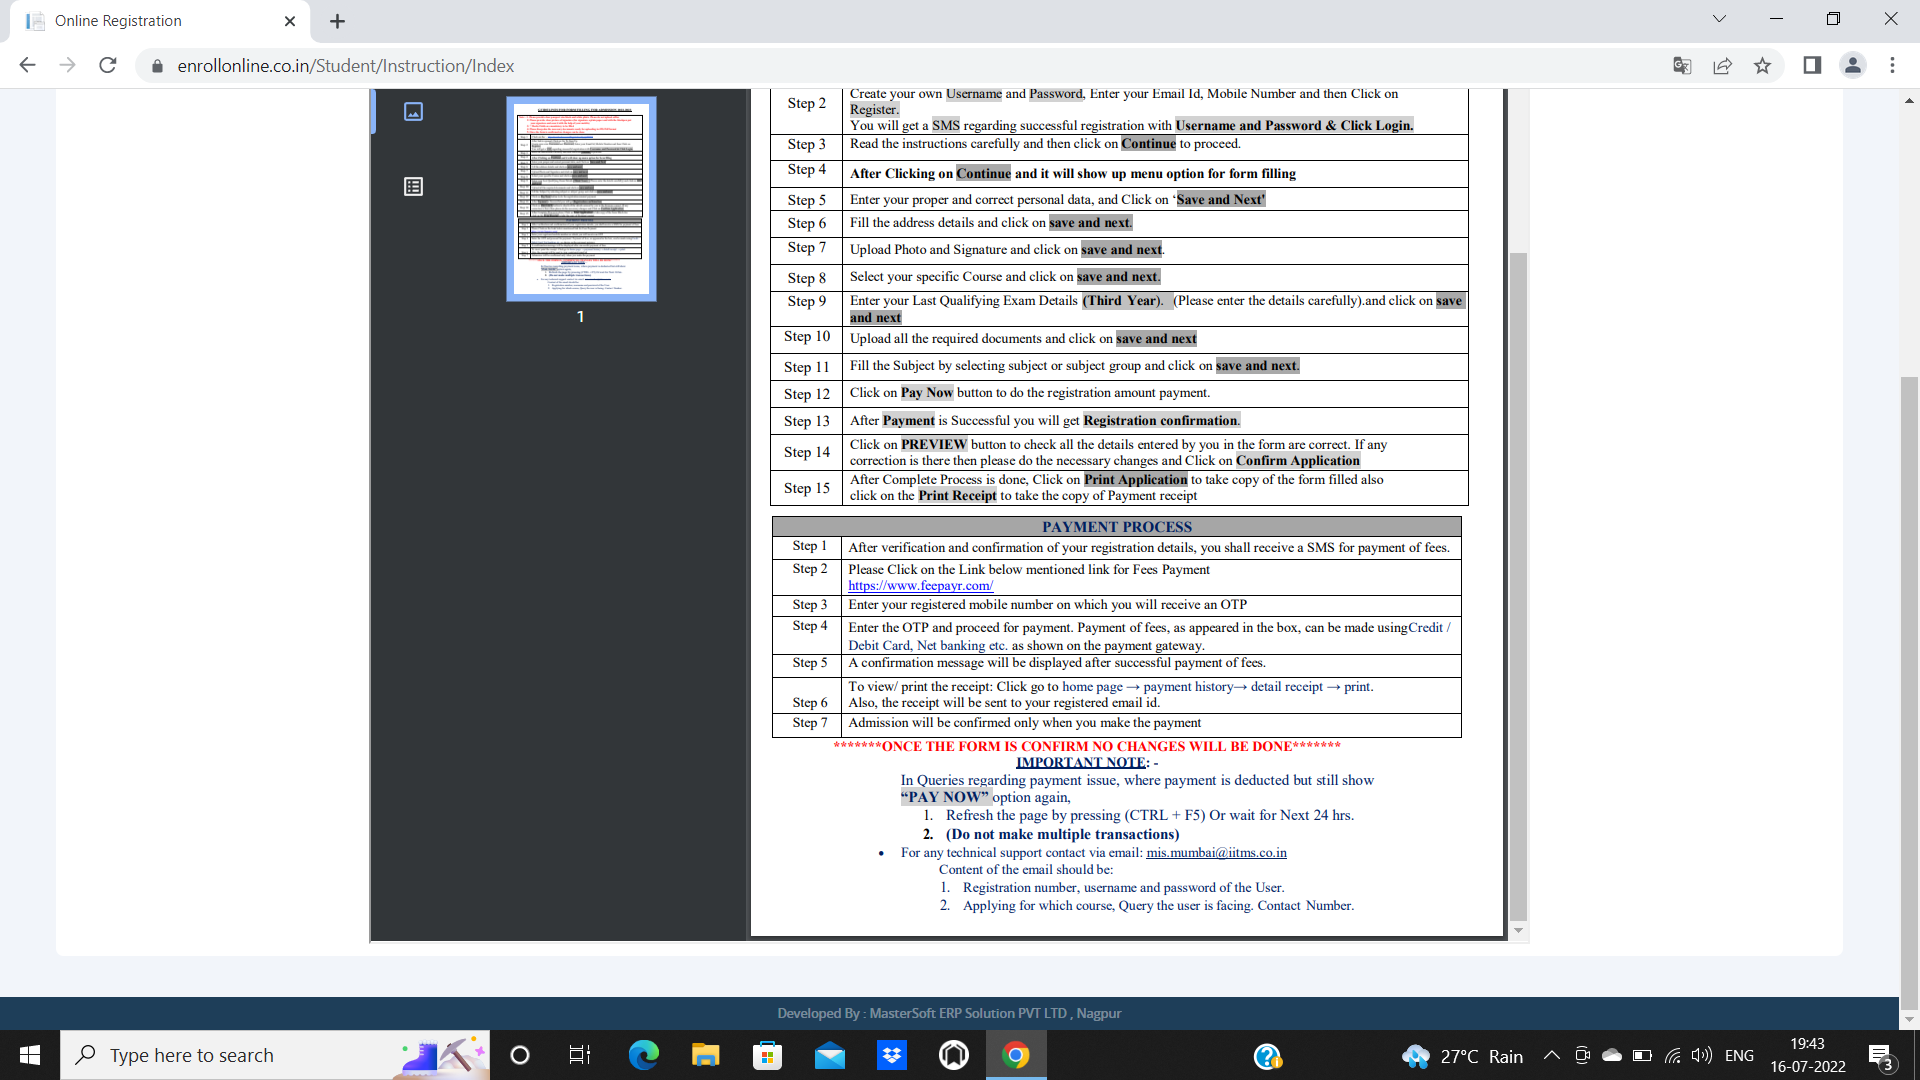 Online Registration
enrollonline.co.in/Student/Instruction/Index
1
Step 2
Create your own Username and Password, Enter your Email Id, Mobile Number and then Click on
Register.
You will get a SMS regarding successful registration with Username and Password & Click Login.
Step 3
Read the instructions carefully and then click on Continue to proceed.
Step 4
After Clicking on Continue and it will show up menu option for form filling
Step 5
Enter your proper and correct personal data, and Click on ‘Save and Next'
Step 6
Fill the address details and click on save and next.
Step 7
Upload Photo and Signature and click on save and next.
Step 8
Select your specific Course and click on save and next.
Step 9
Enter your Last Qualifying Exam Details (Third Year). (Please enter the details carefully).and click on save
and next
Step 10
Upload all the required documents and click on save and next
Step 11
Fill the Subject by selecting subject or subject group and click on save and next.
Step 12
Click on Pay Now button to do the registration amount payment.
Step 13
After Payment is Successful you will get Registration confirmation.
Step 14
Click on PREVIEW button to check all the details entered by you in the form are correct. If any
correction is there then please do the necessary changes and Click on Confirm Application
Step 15
After Complete Process is done, Click on Print Application to take copy of the form filled also
click on the Print Receipt to take the copy of Payment receipt
PAYMENT PROCESS
Step 1
After verification and confirmation of your registration details, you shall receive a SMS for payment of fees.
Step 2
Please Click on the Link below mentioned link for Fees Payment
https://www.feepayr.com/
Step 3
Enter your registered mobile number on which you will receive an OTP
Step 4
Enter the OTP and proceed for payment. Payment of fees, as appeared in the box, can be made usingCredit /
Debit Card, Net banking etc. as shown on the payment gateway.
Step 5
A confirmation message will be displayed after successful payment of fees.
To view/ print the receipt: Click go to home page → payment history→ detail receipt → print.
Step 6
Also, the receipt will be sent to your registered email id.
Step 7
Admission will be confirmed only when you make the payment
*******ONCE THE FORM IS CONFIRM NO CHANGES WILL BE DONE*******
IMPORTANT NOTE: -
In Queries regarding payment issue, where payment is deducted but still show
“PAY NOW” option again,
1. Refresh the page by pressing (CTRL + F5) Or wait for Next 24 hrs.
2. (Do not make multiple transactions)
• For any technical support contact via email: mis.mumbai@iitms.co.in
Content of the email should be:
1. Registration number, username and password of the User.
2. Applying for which course, Query the user is facing. Contact Number.
Developed By : MasterSoft ERP Solution PVT LTD , Nagpur
Type here to search
27°C Rain
ENG
19:43
16-07-2022
3